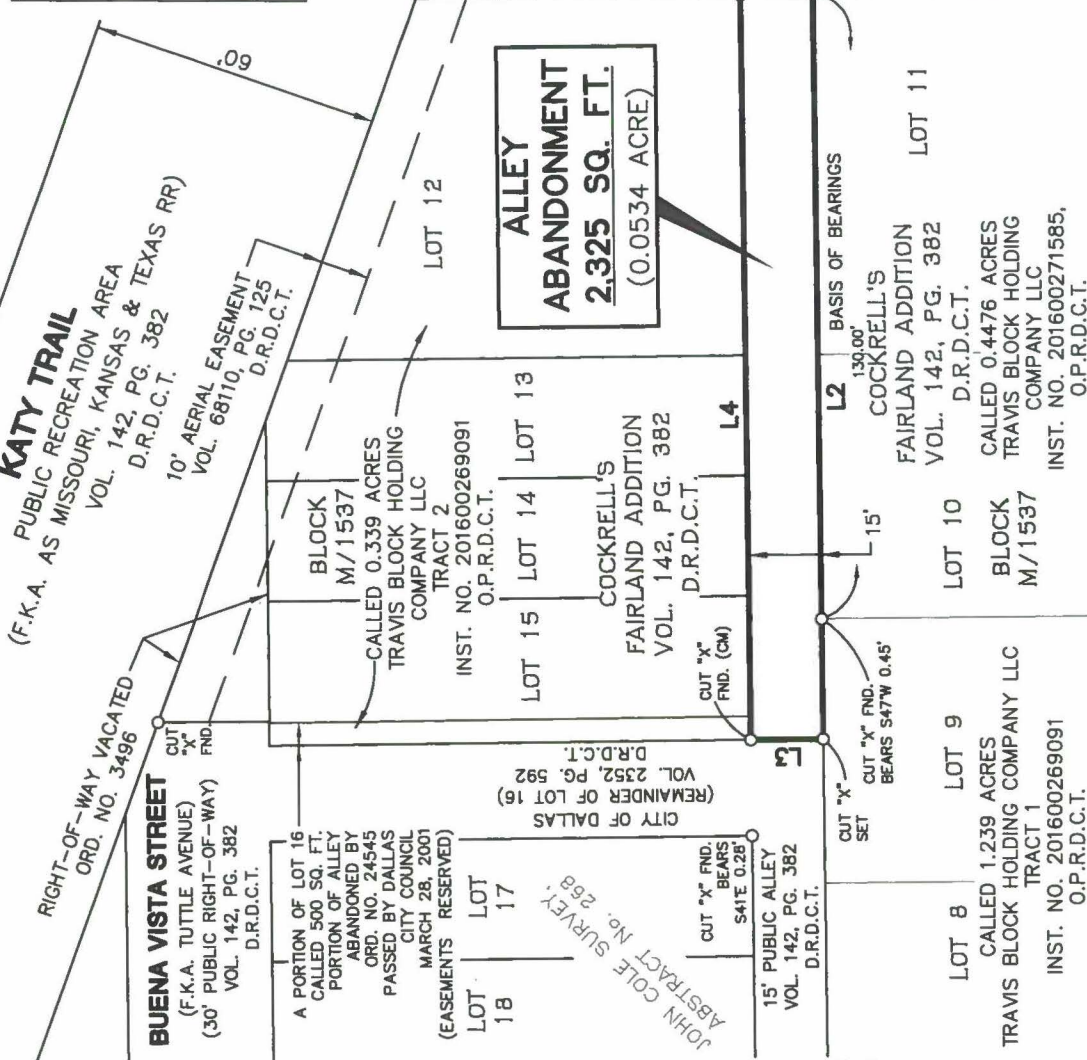 60'
KATY TRAIL
PUBLIC RECREATION AREA
(F.K.A. AS MISSOURI, KANSAS & TEXAS RR)
VOL. 142, PG. 382
D.R.D.C.T.
10' AERIAL EASEMENT
VOL. 68110, PG. 125
D.R.D.C.T.
RIGHT-OF-WAY VACATED
ORD. NO. 3496
BUENA VISTA STREET
(F.K.A. TUTTLE AVENUE)
(30' PUBLIC RIGHT-OF-WAY)
VOL. 142, PG. 382
D.R.D.C.T.
CUT "X"
FND.
LOT 12
ALLEY
ABANDONMENT
2,325 SQ. FT.
(0.0534 ACRE)
BLOCK
M/1537
CALLED 0.339 ACRES
TRAVIS BLOCK HOLDING
COMPANY LLC
TRACT 2
INST. NO. 201600269091
O.P.R.D.C.T.
LOT 15
LOT 14
LOT 13
COCKRELL'S
FAIRLAND ADDITION
VOL. 142, PG. 382
D.R.D.C.T.
A PORTION OF LOT 16
CALLED 500 SQ. FT.
PORTION OF ALLEY
ABANDONED BY
ORD. NO. 24545
PASSED BY DALLAS
CITY COUNCIL
MARCH 28, 2001
(EASEMENTS RESERVED)
LOT
18
LOT
17
CITY OF DALLAS
(REMAINDER OF LOT 16)
VOL. 2352, PG. 592
D.R.D.C.T.
JOHN COLE SURVEY,
ABSTRACT No. 268
CUT "X"
FND. (CM)
L4
L3
CUT "X" FND.
BEARS
S41°E 0.28'
15' PUBLIC ALLEY
VOL. 142, PG. 382
D.R.D.C.T.
CUT "X"
SET
CUT "X" FND.
BEARS S47°W 0.45'
15'
L2
130.00'
BASIS OF BEARINGS
COCKRELL'S
FAIRLAND ADDITION
VOL. 142, PG. 382
D.R.D.C.T.
CALLED 0.4476 ACRES
TRAVIS BLOCK HOLDING
COMPANY LLC
INST. NO. 201600271585,
O.P.R.D.C.T.
LOT 11
LOT 10
BLOCK
M/1537
LOT 8
LOT 9
CALLED 1.239 ACRES
TRAVIS BLOCK HOLDING COMPANY LLC
TRACT 1
INST. NO. 201600269091
O.P.R.D.C.T.